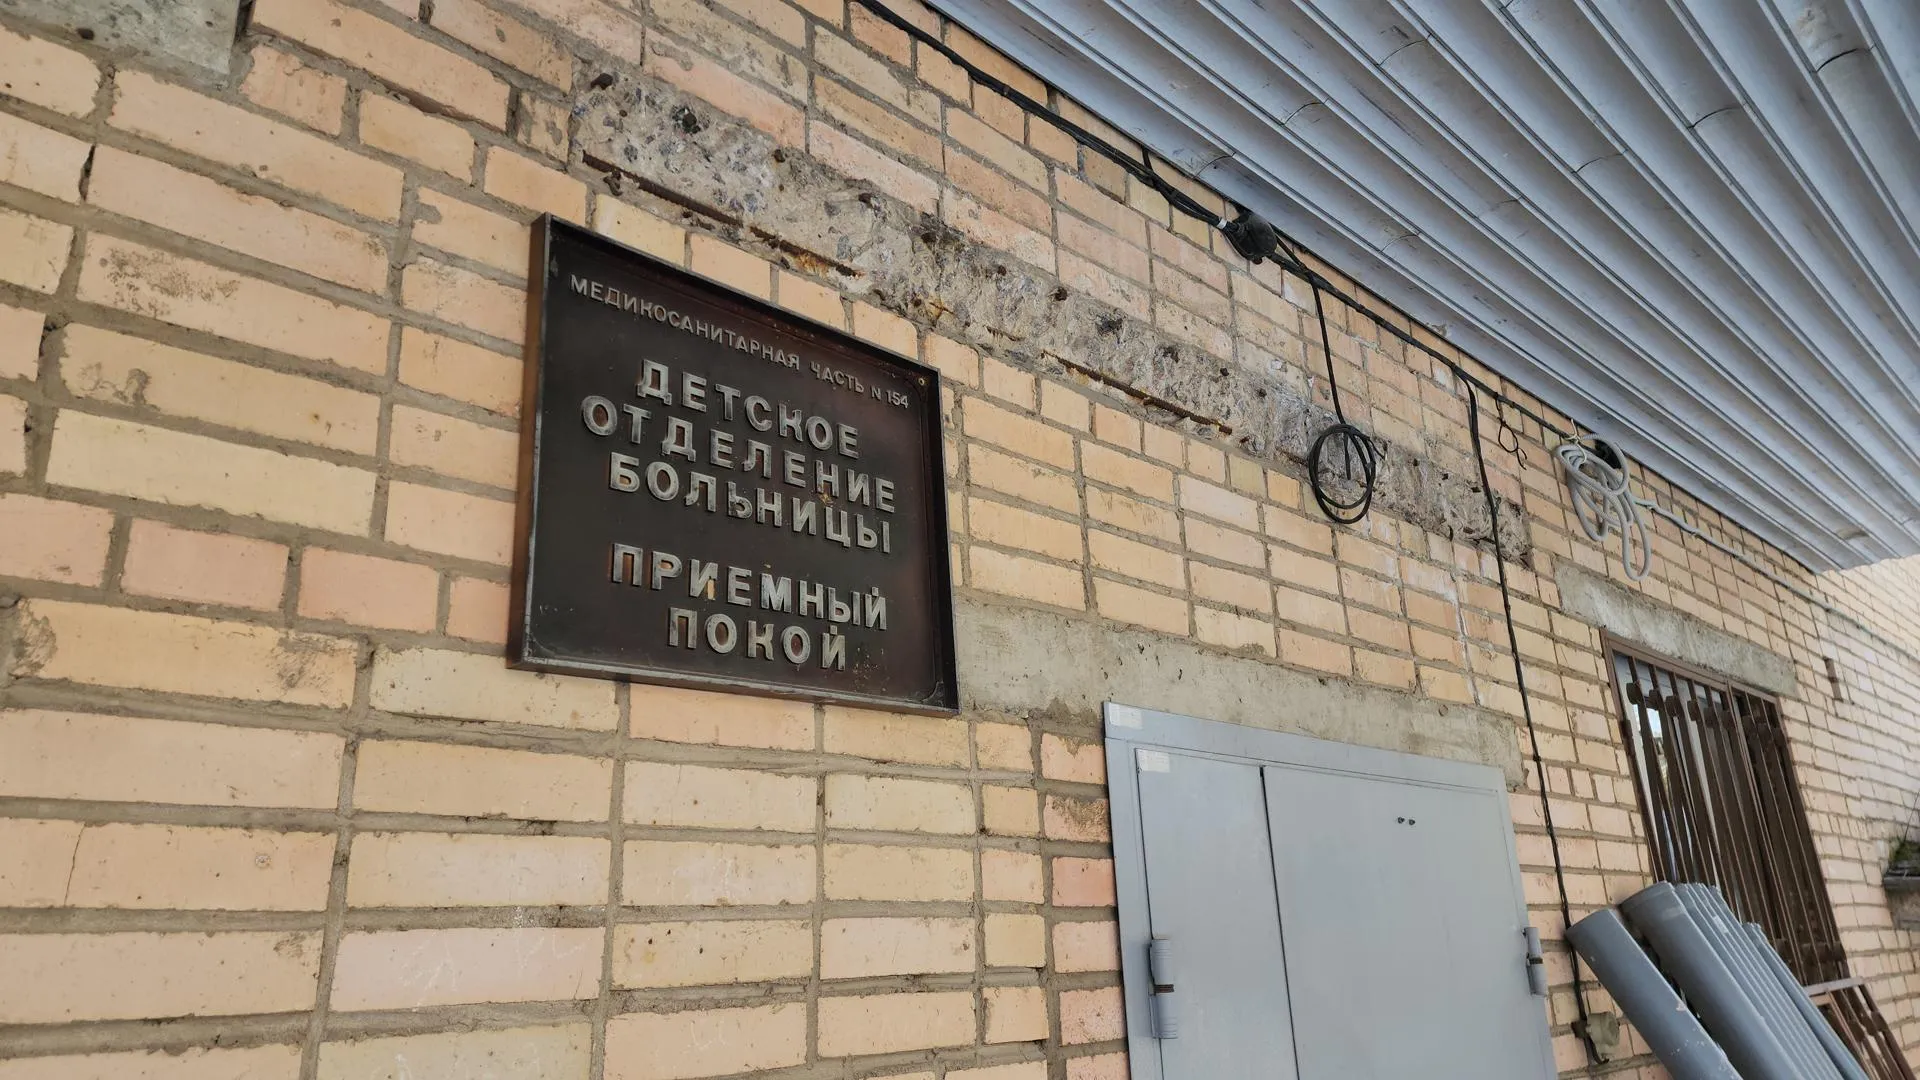 МЕДИКОСАНИТАРНАЯ ЧАСТЬ N 154
ДЕТСКОЕ
ОТДЕЛЕНИЕ
БОЛЬНИЦЫ
ПРИЕМНЫЙ
ПОКОЙ